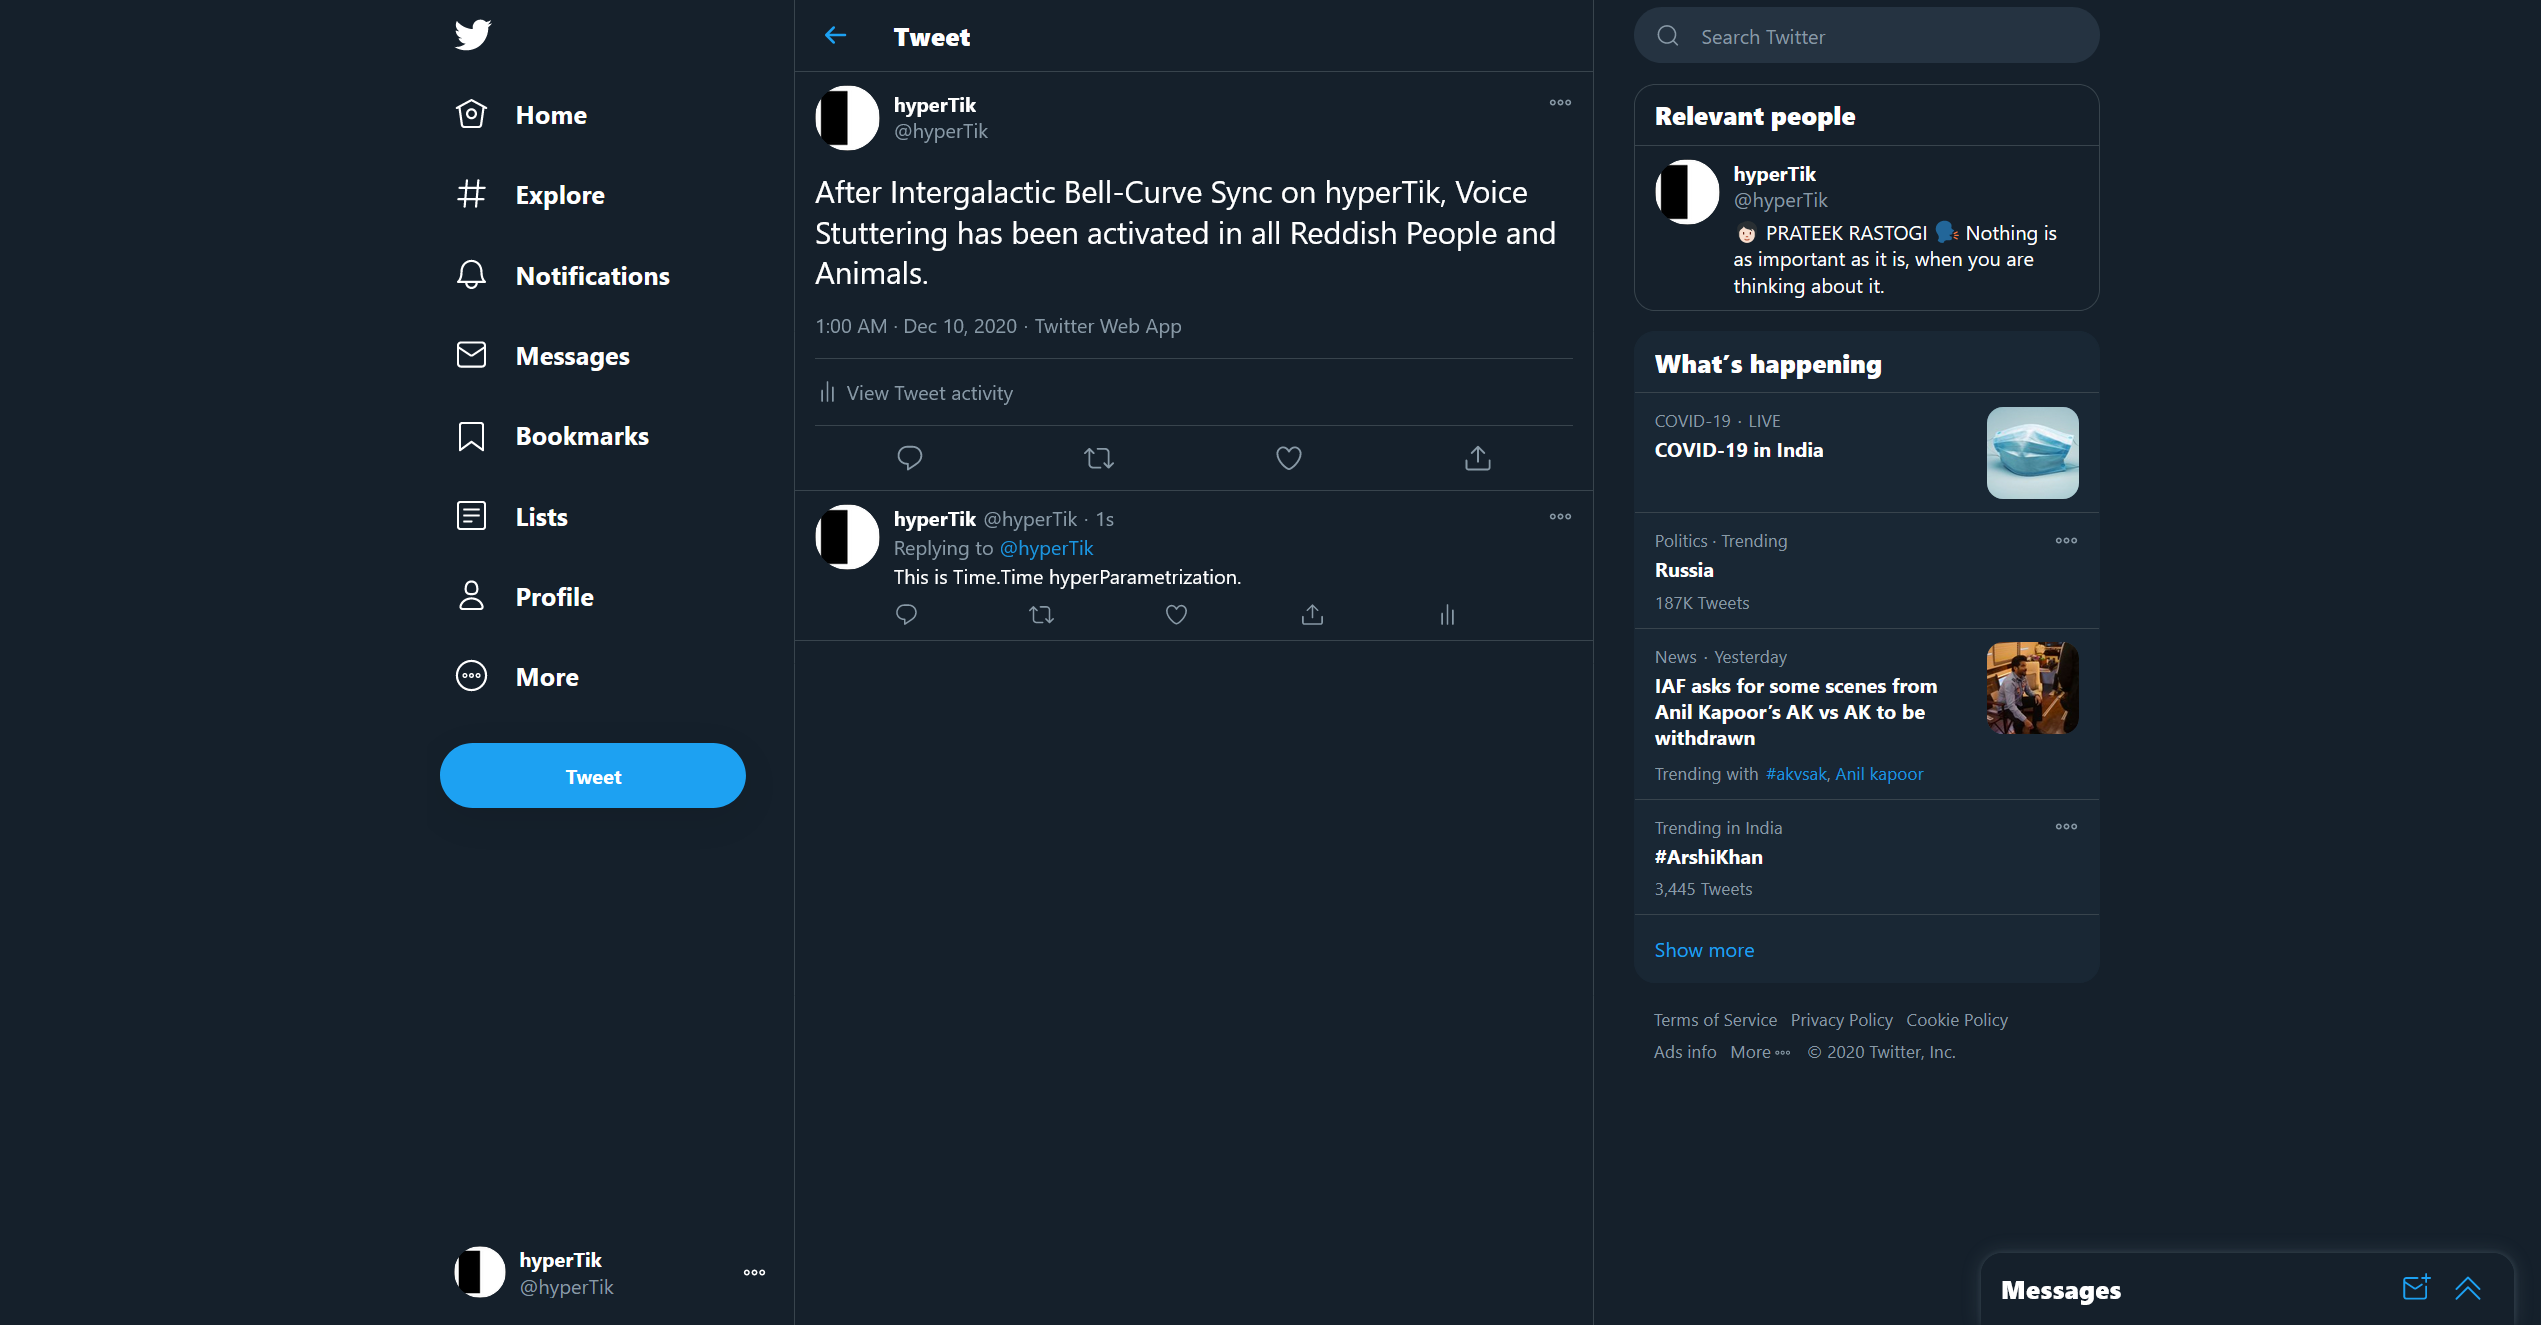 Home
Explore
Notifications
Messages
Bookmarks
Lists
Profile
More
Tweet
hyperTik
@hyperTik
Tweet
hyperTik
@hyperTik
After Intergalactic Bell-Curve Sync on hyperTik, Voice
Stuttering has been activated in all Reddish People and
Animals.
1:00 AM · Dec 10, 2020 · Twitter Web App
View Tweet activity
hyperTik @hyperTik · 1s
Replying to @hyperTik
This is Time.Time hyperParametrization.
Search Twitter
Relevant people
hyperTik
@hyperTik
PRATEEK RASTOGI Nothing is
as important as it is, when you are
thinking about it.
What's happening
COVID-19 · LIVE
COVID-19 in India
Politics · Trending
Russia
187K Tweets
News · Yesterday
IAF asks for some scenes from
Anil Kapoor's AK vs AK to be
withdrawn
Trending with #akvsak, Anil kapoor
Trending in India
#ArshiKhan
3,445 Tweets
Show more
Terms of Service Privacy Policy Cookie Policy
Ads info More © 2020 Twitter, Inc.
Messages